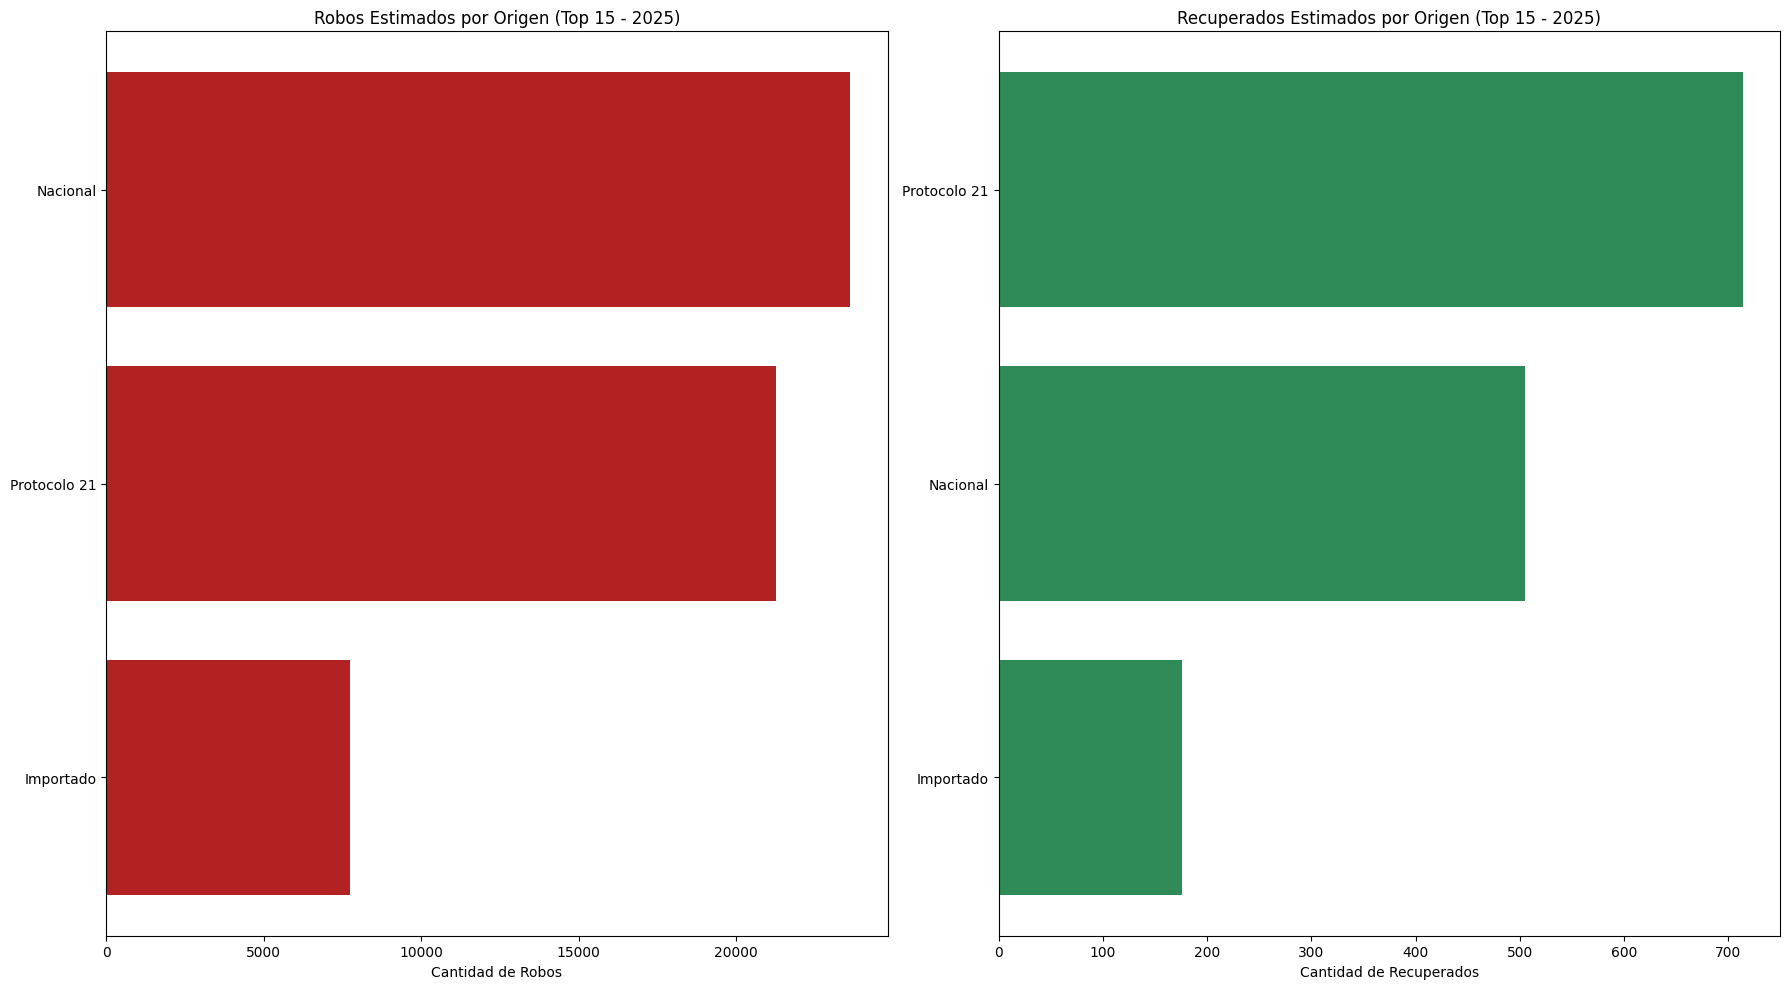 Robos Estimados por Origen (Top 15 - 2025)
Nacional
Protocolo 21
Importado
0 5000 10000 15000 20000
Cantidad de Robos
Recuperados Estimados por Origen (Top 15 - 2025)
Protocolo 21
Nacional
Importado
0 100 200 300 400 500 600 700
Cantidad de Recuperados